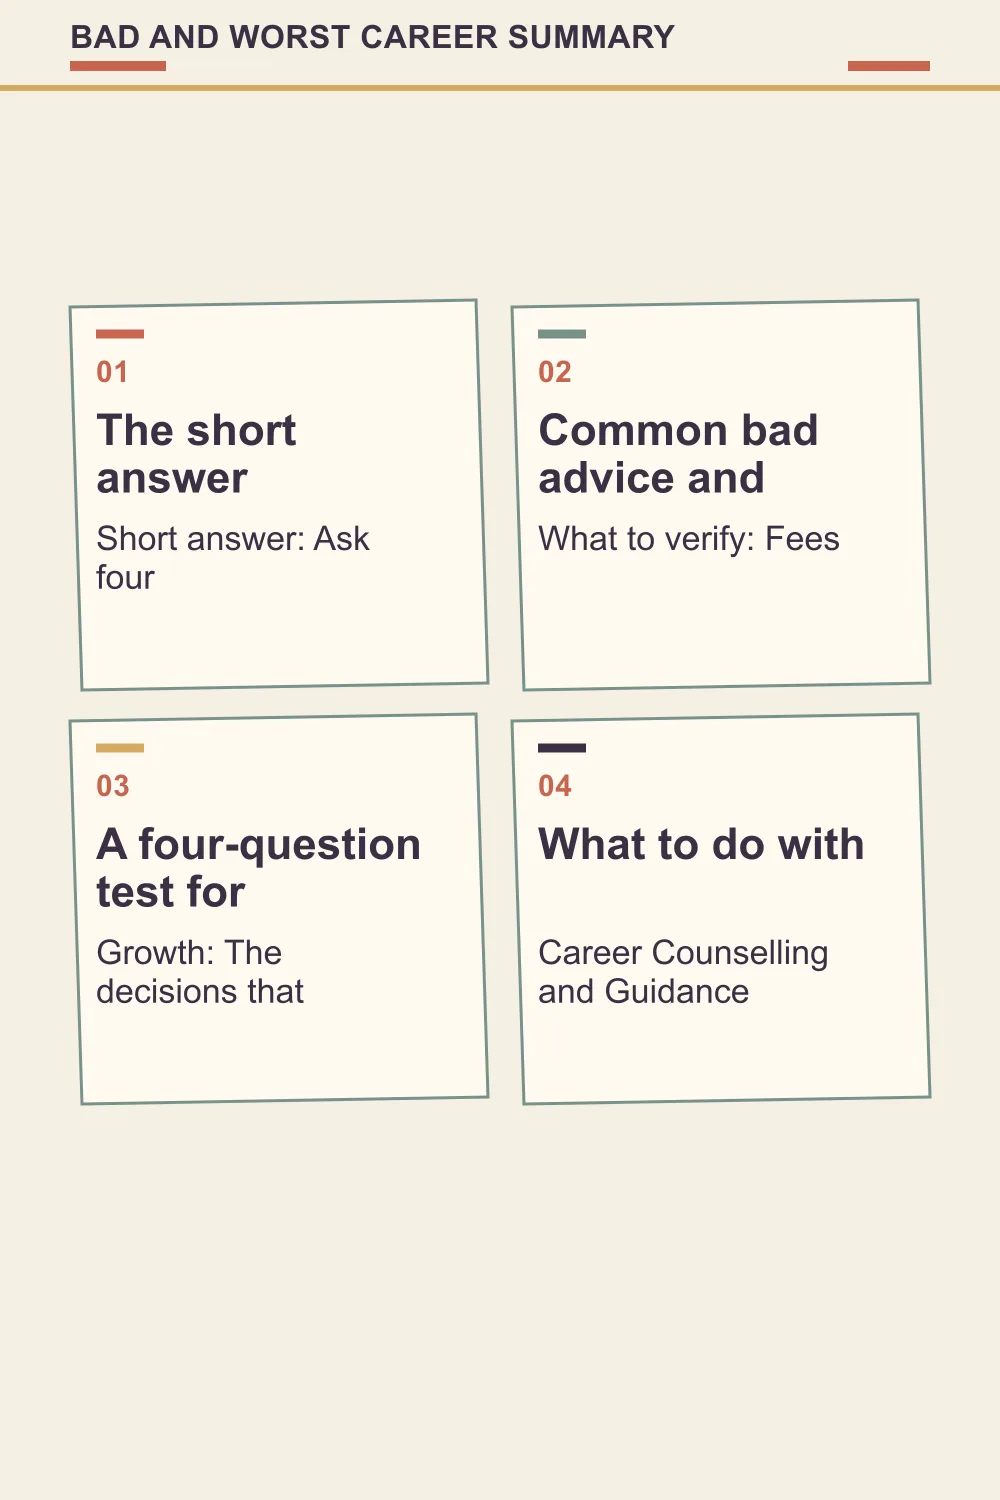 BAD AND WORST CAREER SUMMARY
01
The short
answer
Short answer: Ask
four
02
Common bad
advice and
What to verify: Fees
03
A four-question
test for
Growth: The
decisions that
04
What to do with
Career Counselling
and Guidance